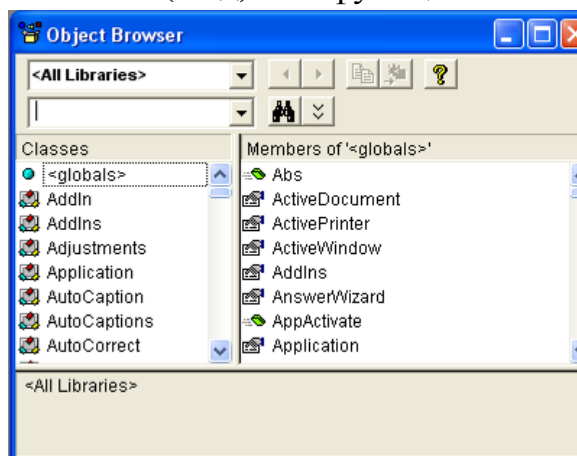 Object Browser
<All Libraries>
Classes
Members of '<globals>'
<globals>
AddIn
AddIns
Adjustments
Application
AutoCaption
AutoCaptions
AutoCorrect
Abs
ActiveDocument
ActivePrinter
ActiveWindow
AddIns
AnswerWizard
AppActivate
Application
<All Libraries>